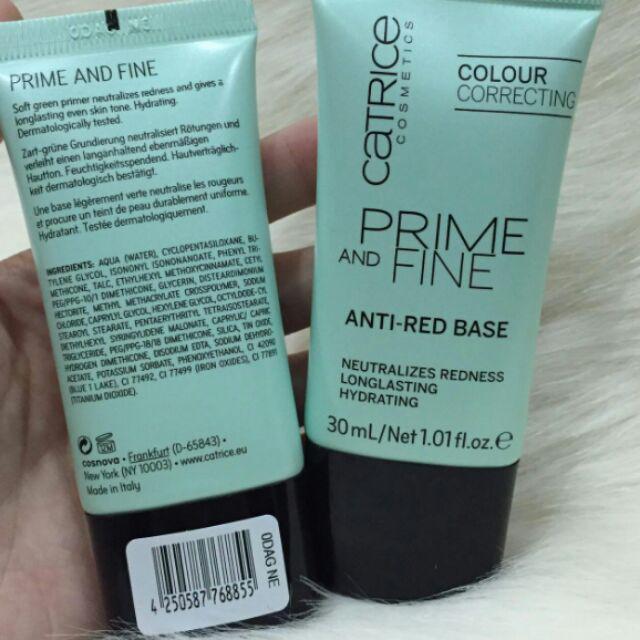 0DAG NE
PRIME AND FINE
Soft green primer neutralizes redness and gives a
longlasting even skin tone. Hydrating.
Dermatologically tested.
Zart-grüne Grundierung neutralisiert Rötungen und
verleiht einen langanhaltend ebenmäßigen
Hautton. Feuchtigkeitsspendend. Hautverträglich-
keit dermatologisch bestätigt.
Une base légèrement verte neutralise les rougeurs
et procure un teint de peau durablement uniforme.
Hydratant. Testée dermatologiquement.
INGREDIENTS: AQUA (WATER), CYCLOPENTASILOXANE, BU-
TYLENE GLYCOL, ISONONYL ISONONANOATE, PHENYL TRI-
METHICONE, TALC, ETHYLHEXYL METHOXYCINNAMATE, CETYL
PEG/PPG-10/1 DIMETHICONE, GLYCERIN, DISTEARDIMONIUM
HECTORITE, METHYL METHACRYLATE CROSSPOLYMER, SODIUM
CHLORIDE, CAPRYLYL GLYCOL, HEXYLENE GLYCOL, OCTYLDODECYL
STEAROYL STEARATE, PENTAERYTHRITYL TETRAISOSTEARATE,
METHYLHEXYL SYRINGYLIDENE MALONATE, CAPRYLIC/ CAPRIC
TRIGLYCERIDE, PEG/PPG-18/18 DIMETHICONE, SILICA, TIN OXIDE,
HYDROGEN DIMETHICONE, DISODIUM EDTA, SODIUM DEHYDRO
ACETATE, POTASSIUM SORBATE, PHENOXYETHANOL, CI 42090
(BLUE 1 LAKE), CI 77492, CI 77499 (IRON OXIDES), CI 77891
(TITANIUM DIOXIDE).
12M
cosnova • Frankfurt (D-65843) •
New York (NY 10003) • www.catrice.eu
Made in Italy
0DAG NE
4 250587 768855
CATRICE
COSMETICS
COLOUR
CORRECTING
PRIME
AND FINE
ANTI-RED BASE
NEUTRALIZES REDNESS
LONGLASTING
HYDRATING
30 mL/Net 1.01 fl.oz. e